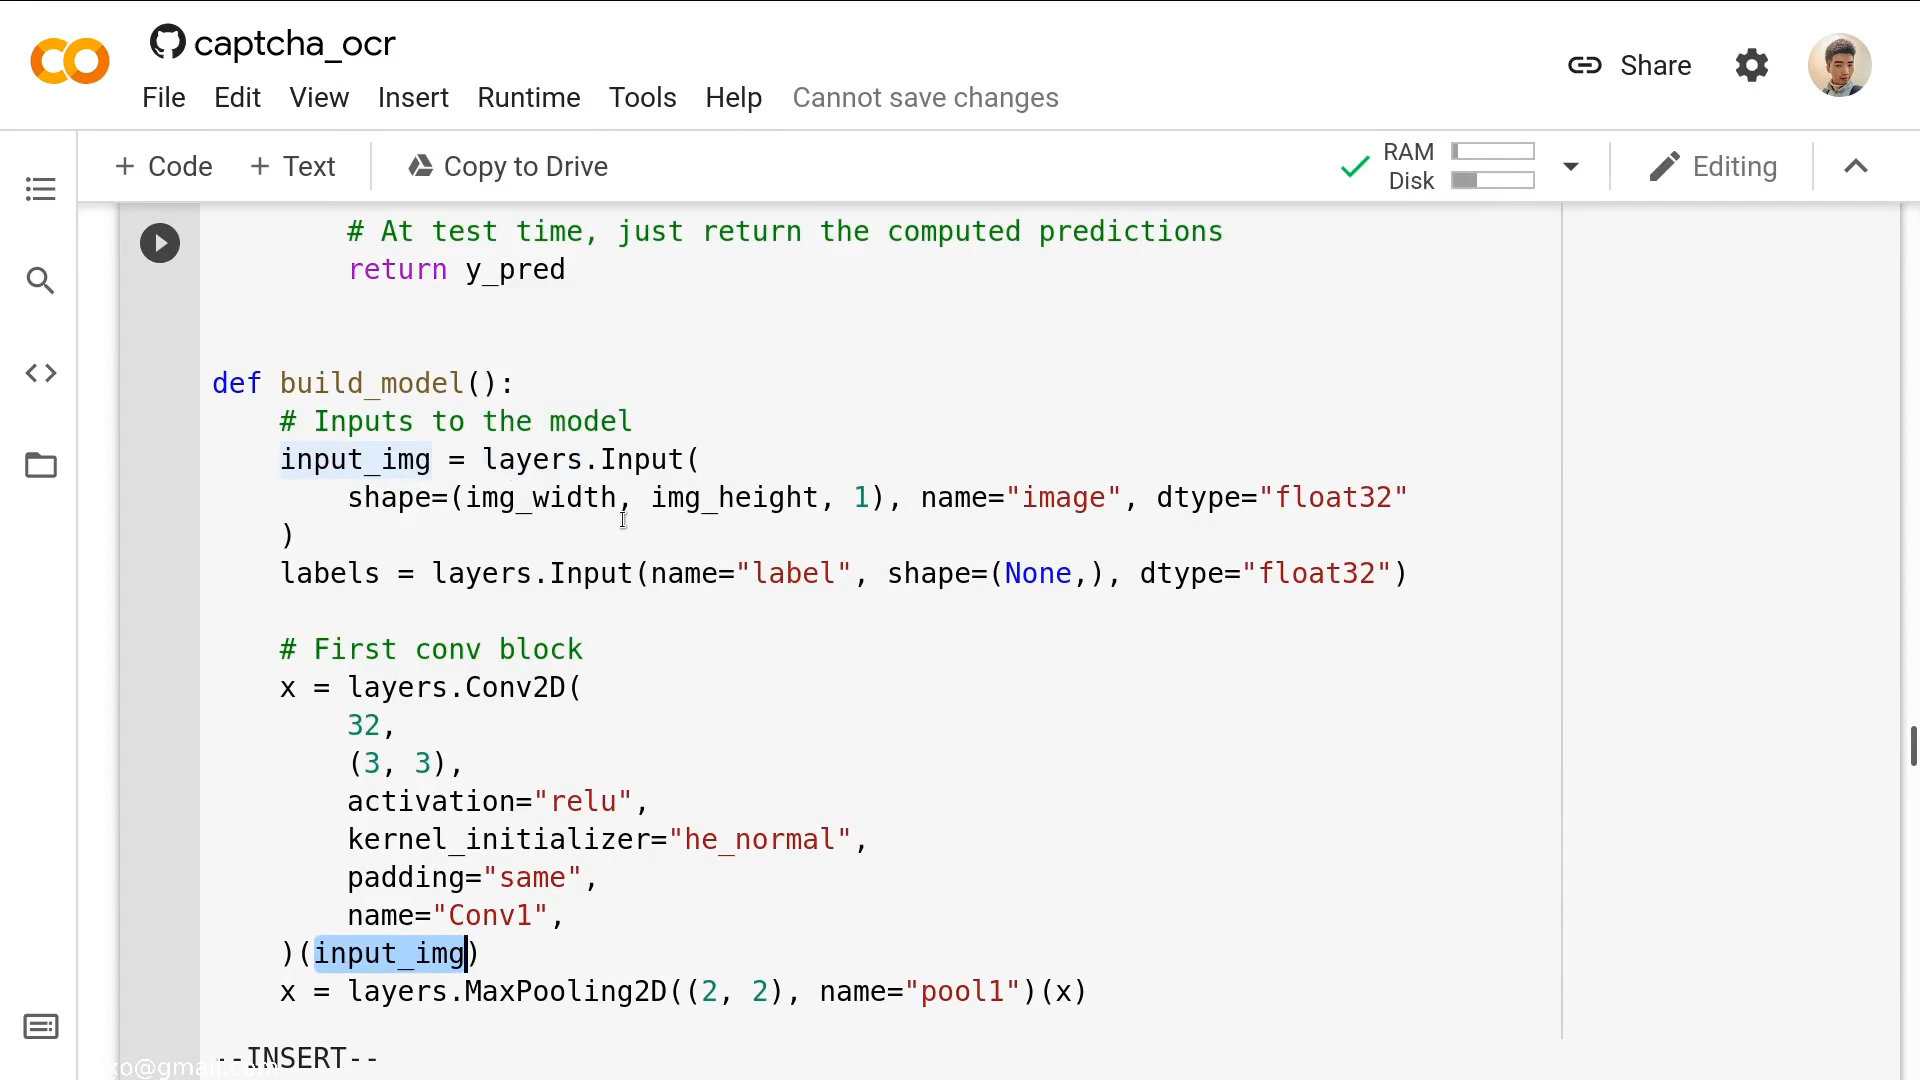 captcha_ocr
File Edit View Insert Runtime Tools Help Cannot save changes
Share
+ Code + Text Copy to Drive
RAM
Disk
Editing
# At test time, just return the computed predictions
return y_pred
def build_model():
# Inputs to the model
input_img = layers.Input(
shape=(img_width, img_height, 1), name="image", dtype="float32"
)
labels = layers.Input(name="label", shape=(None,), dtype="float32")
# First conv block
x = layers.Conv2D(
32,
(3, 3),
activation="relu",
kernel_initializer="he_normal",
padding="same",
name="Conv1",
)(input_img)
x = layers.MaxPooling2D((2, 2), name="pool1")(x)
--INSERT--